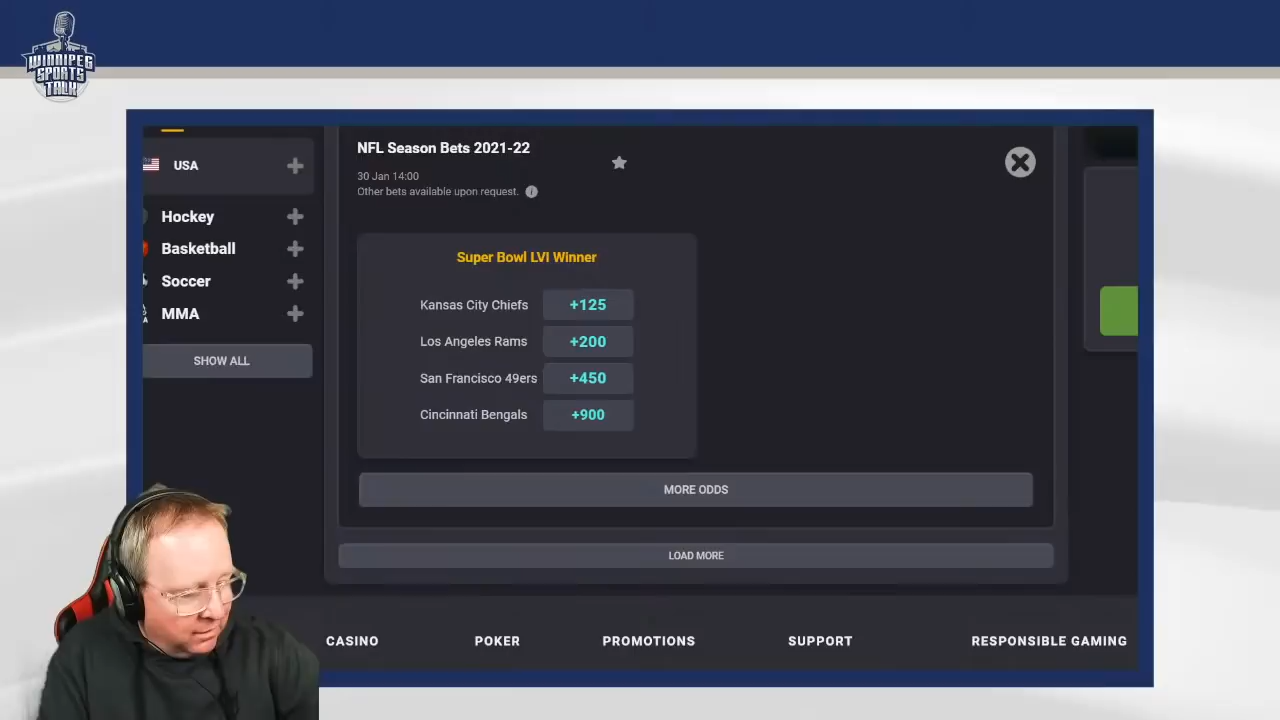 WINNIPEG
SPORTS
TALK
NFL Season Bets 2021-22
30 Jan 14:00
Other bets available upon request.
USA
Hockey
Basketball
Soccer
MMA
SHOW ALL
Super Bowl LVI Winner
Kansas City Chiefs +125
Los Angeles Rams +200
San Francisco 49ers +450
Cincinnati Bengals +900
MORE ODDS
LOAD MORE
CASINO POKER PROMOTIONS SUPPORT RESPONSIBLE GAMING